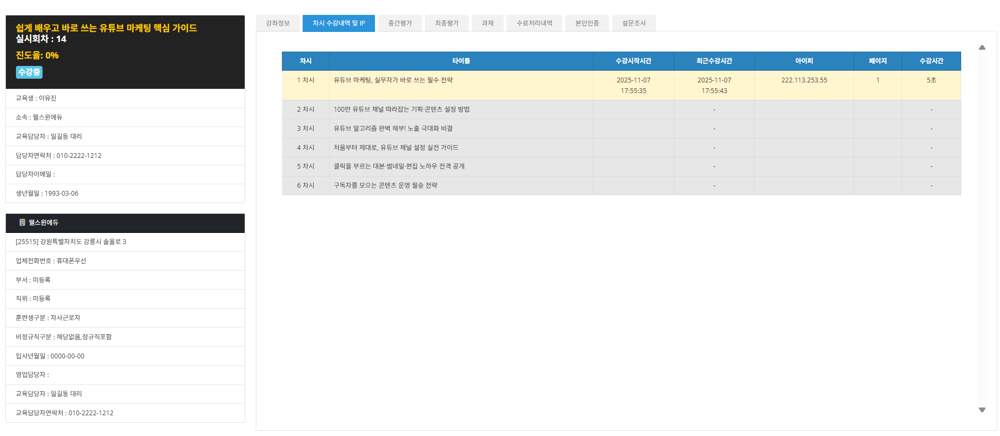 쉽게 배우고 바로 쓰는 유튜브 마케팅 핵심 가이드
실시회차 : 14
진도율: 0%
수강중
교육생 : 이유진
소속 : 웰스윈에듀
교육담당자 : 일길동 대리
담당자연락처 : 010-2222-1212
담당자이메일 :
생년월일 : 1993-03-06
웰스윈에듀
[25515] 강원특별자치도 강릉시 솔올로 3
업체전화번호 : 휴대폰우선
부서 : 미등록
직위 : 미등록
훈련생구분 : 자사근로자
비정규직구분 : 해당없음,정규직포함
입사년월일 : 0000-00-00
영업담당자 :
교육담당자 : 일길동 대리
교육담당자연락처 : 010-2222-1212
강좌정보 차시 수강내역 및 IP 중간평가 최종평가 과제 수료처리내역 본인인증 설문조사
차시 타이틀 수강시작시간 최근수강시간 아이피 페이지 수강시간
1 차시 유튜브 마케팅, 실무자가 바로 쓰는 필수 전략 2025-11-07 2025-11-07 222.113.253.55 1 5초
17:55:35 17:55:43
2 차시 100만 유튜브 채널 따라잡는 기획·콘텐츠 설정 방법 - -
3 차시 유튜브 알고리즘 완벽 해부! 노출 극대화 비결 - -
4 차시 처음부터 제대로, 유튜브 채널 설정 실전 가이드 - -
5 차시 클릭을 부르는 대본·썸네일·편집 노하우 전격 공개 - -
6 차시 구독자를 모으는 콘텐츠 운영 필승 전략 - -